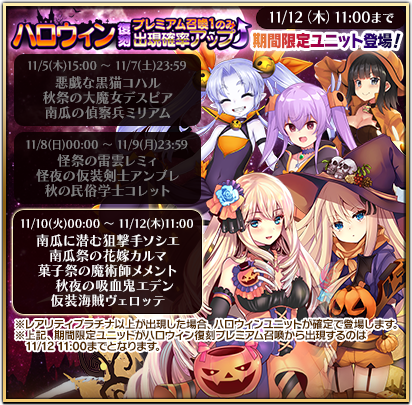 11/12 (木) 11:00まで
ハロウィン復刻
プレミアム召喚1のみ
出現確率アップ
期間限定ユニット登場!
11/5(木)15:00 ~ 11/7(土)23:59
悪戯な黒猫コハル
秋祭の大魔女デスピア
南瓜の偵察兵ミリアム
11/8(日)00:00 ~ 11/9(月)23:59
怪祭の雷雲レミィ
怪夜の仮装剣士アンブレ
秋の民俗学士コレット
11/10(火)00:00 ~ 11/12(木)11:00
南瓜に潜む狙撃手ソシエ
南瓜祭の花嫁カルマ
菓子祭の魔術師メメント
秋夜の吸血鬼エデン
仮装海賊ヴェロッテ
※レアリティプラチナ以上が出現した場合、ハロウィンユニットが確定で登場します。
※上記、期間限定ユニットがハロウィン復刻プレミアム召喚から出現するのは
11/12 11:00までとなります。